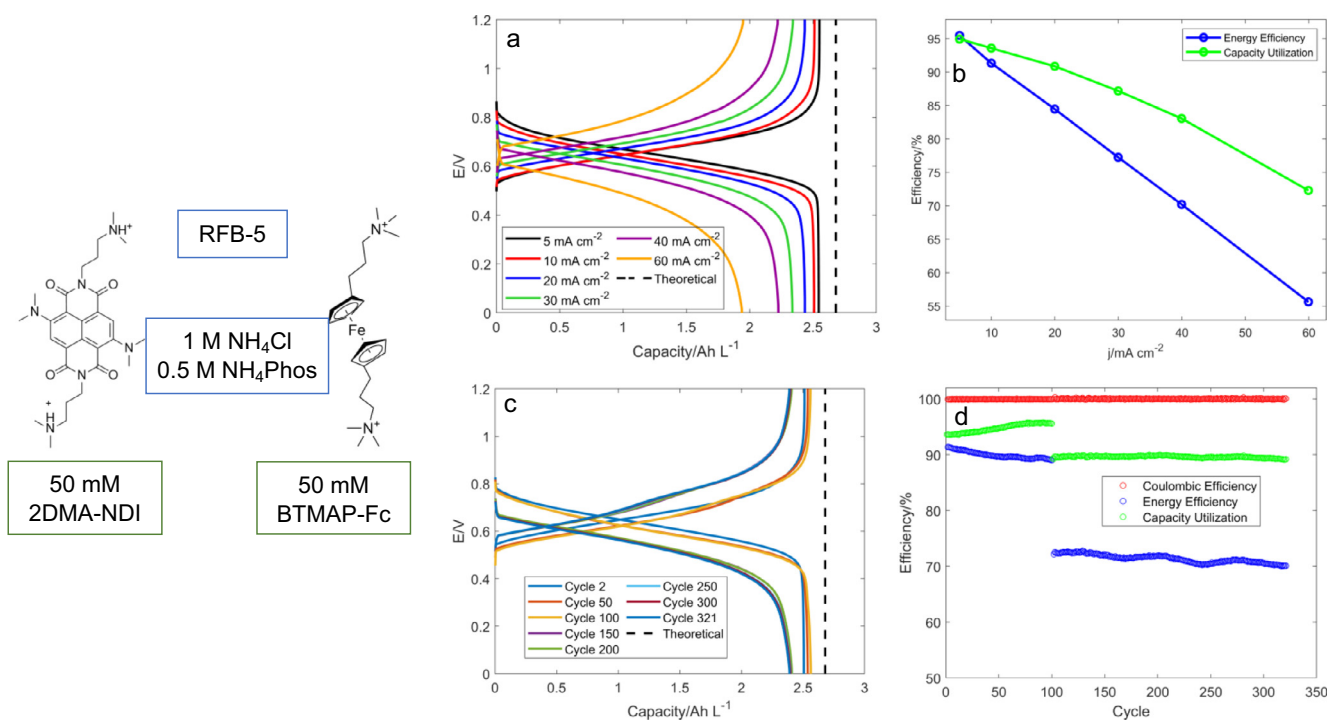 RFB-5
NH⁺
O N O
N
N
O N O
⁺
H
N
1 M NH₄Cl
0.5 M NH₄Phos
N⁺
Fe
N⁺
50 mM
2DMA-NDI
50 mM
BTMAP-Fc
a
E/V
1.2
1
0.8
0.6
0.4
0.2
0
5 mA cm⁻²
10 mA cm⁻²
20 mA cm⁻²
30 mA cm⁻²
40 mA cm⁻²
60 mA cm⁻²
Theoretical
0 0.5 1 1.5 2 2.5 3
Capacity/Ah L⁻¹
b
Efficiency/%
95
90
85
80
75
70
65
60
55
Energy Efficiency
Capacity Utilization
10 20 30 40 50 60
j/mA cm⁻²
c
E/V
1.2
1
0.8
0.6
0.4
0.2
0
Cycle 2
Cycle 50
Cycle 100
Cycle 150
Cycle 200
Cycle 250
Cycle 300
Cycle 321
Theoretical
0 0.5 1 1.5 2 2.5 3
Capacity/Ah L⁻¹
d
Efficiency/%
100
90
80
70
60
50
Coulombic Efficiency
Energy Efficiency
Capacity Utilization
0 50 100 150 200 250 300 350
Cycle